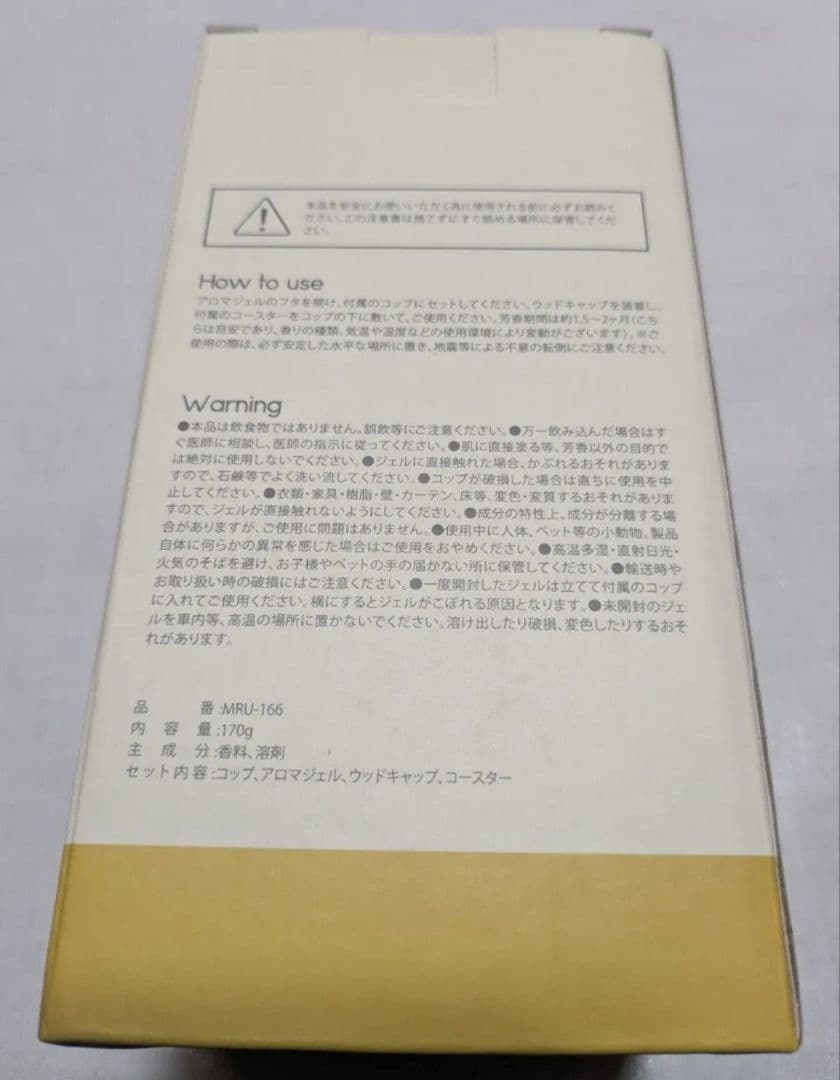 本品を安全にお使いいただく為に使用される前に必ずお読みく
ださい。この注意書は捨てずにすぐ読める場所に保管してくだ
さい。
How to use
アロマジェルのフタを開け、付属のコップにセットしてください。ウッドキャップを装着し、
付属のコースターをコップの下に敷いて、ご使用ください。芳香期間は約1.5〜2ヶ月(こち
らは目安であり、香りの種類、気温や湿度などの使用環境により変動がございます)。※ご
使用の際は、必ず安定した水平な場所に置き、地震等による不意の転倒にご注意ください。
Warning
●本品は飲食物ではありません。誤飲等にご注意ください。●万一飲み込んだ場合はす
ぐ医師に相談し、医師の指示に従ってください。●肌に直接塗る等、芳香以外の目的で
は絶対に使用しないでください。●ジェルに直接触れた場合、かぶれるおそれがありま
すので、石鹸等でよく洗い流してください。●コップが破損した場合は直ちに使用を中
止してください。●衣類・家具・樹脂・壁・カーテン、床等、変色・変質するおそれがありま
すので、ジェルが直接触れないようにしてください。●成分の特性上、成分が分離する場
合がありますが、ご使用に問題はありません。●使用中に人体、ペット等の小動物、製品
自体に何らかの異常を感じた場合はご使用をおやめください。●高温多湿・直射日光・
火気のそばを避け、お子様やペットの手の届かない所に保管してください。●輸送時や
お取り扱い時の破損にはご注意ください。●一度開封したジェルは立てて付属のコップ
に入れてご使用ください。横にするとジェルがこぼれる原因となります。●未開封のジェ
ルを車内等、高温の場所に置かないでください。溶け出したり破損、変色したりするおそ
れがあります。
品 番:MRU-166
内 容 量:170g
主 成 分:香料、溶剤
セット内容:コップ、アロマジェル、ウッドキャップ、コースター